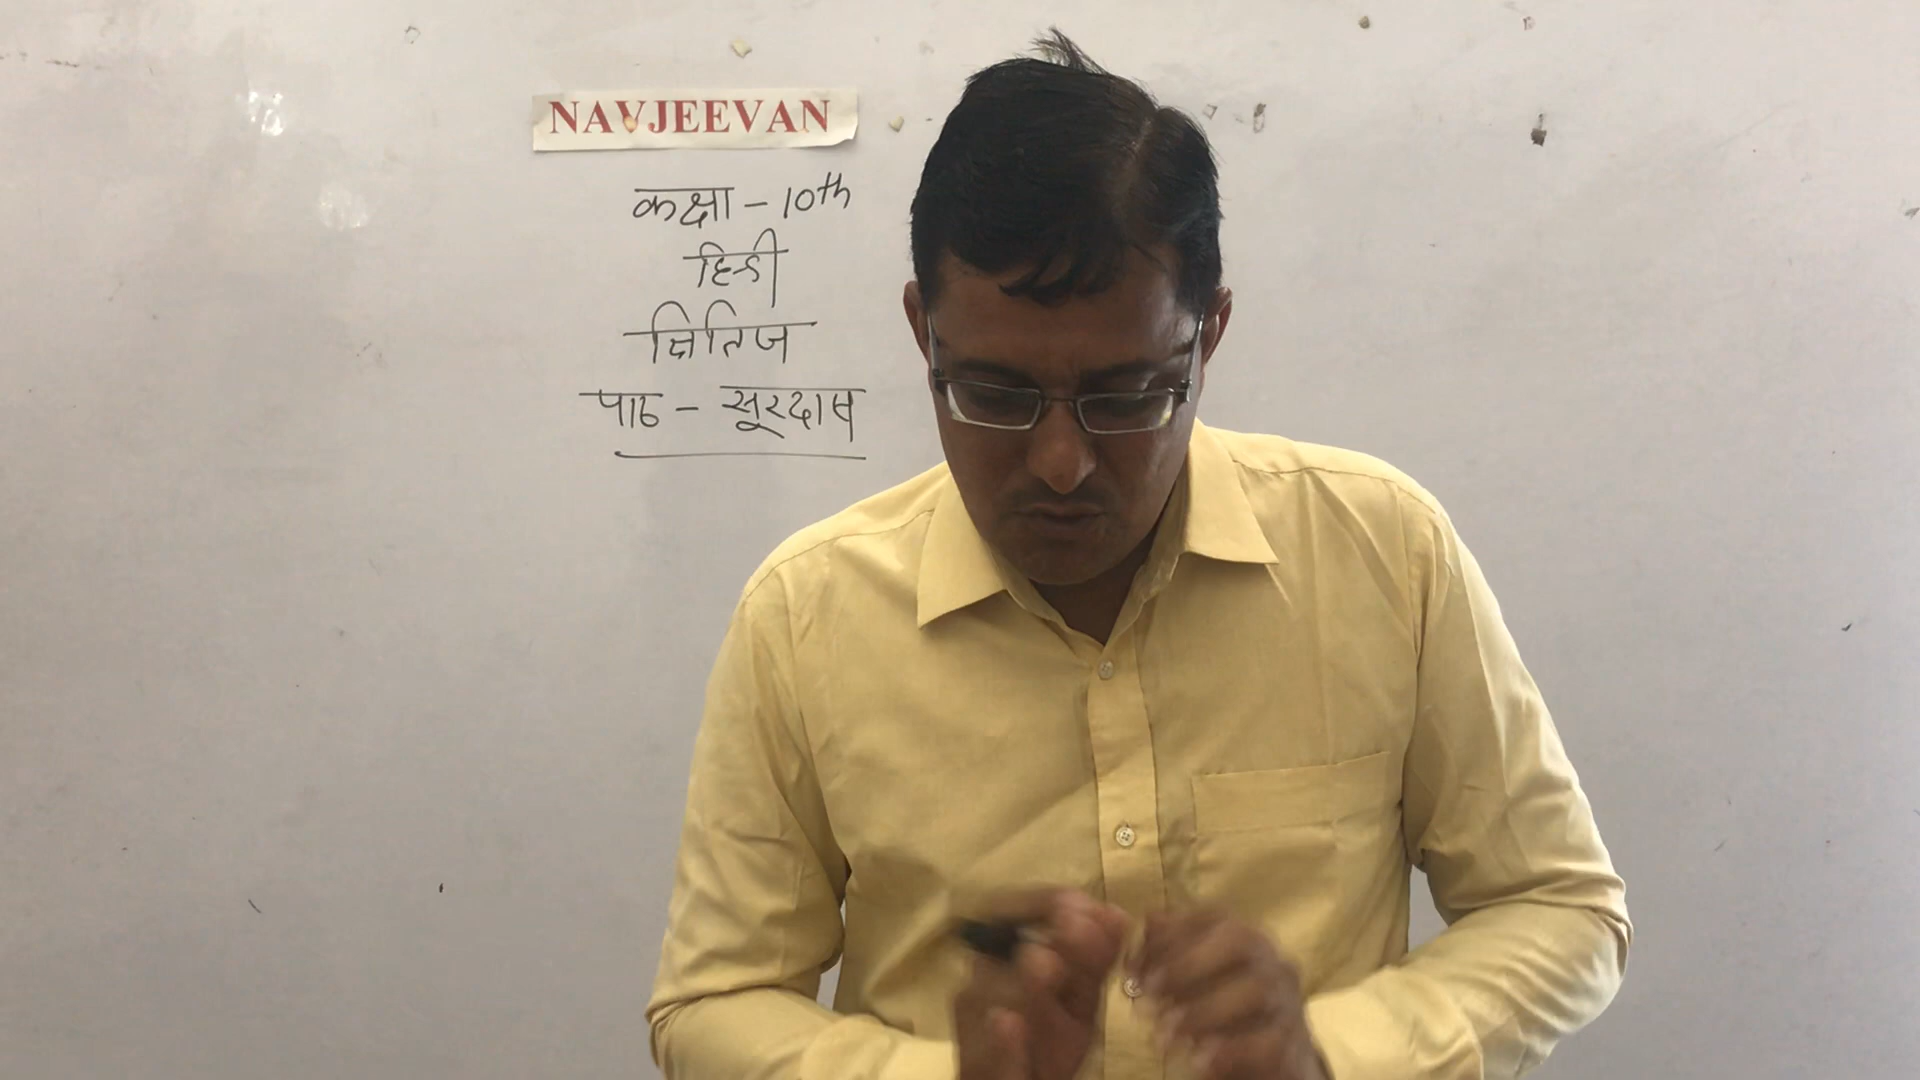 NAVJEEVAN
कक्षा - 10th
हिन्दी
क्षितिज
पाठ - सूरदास